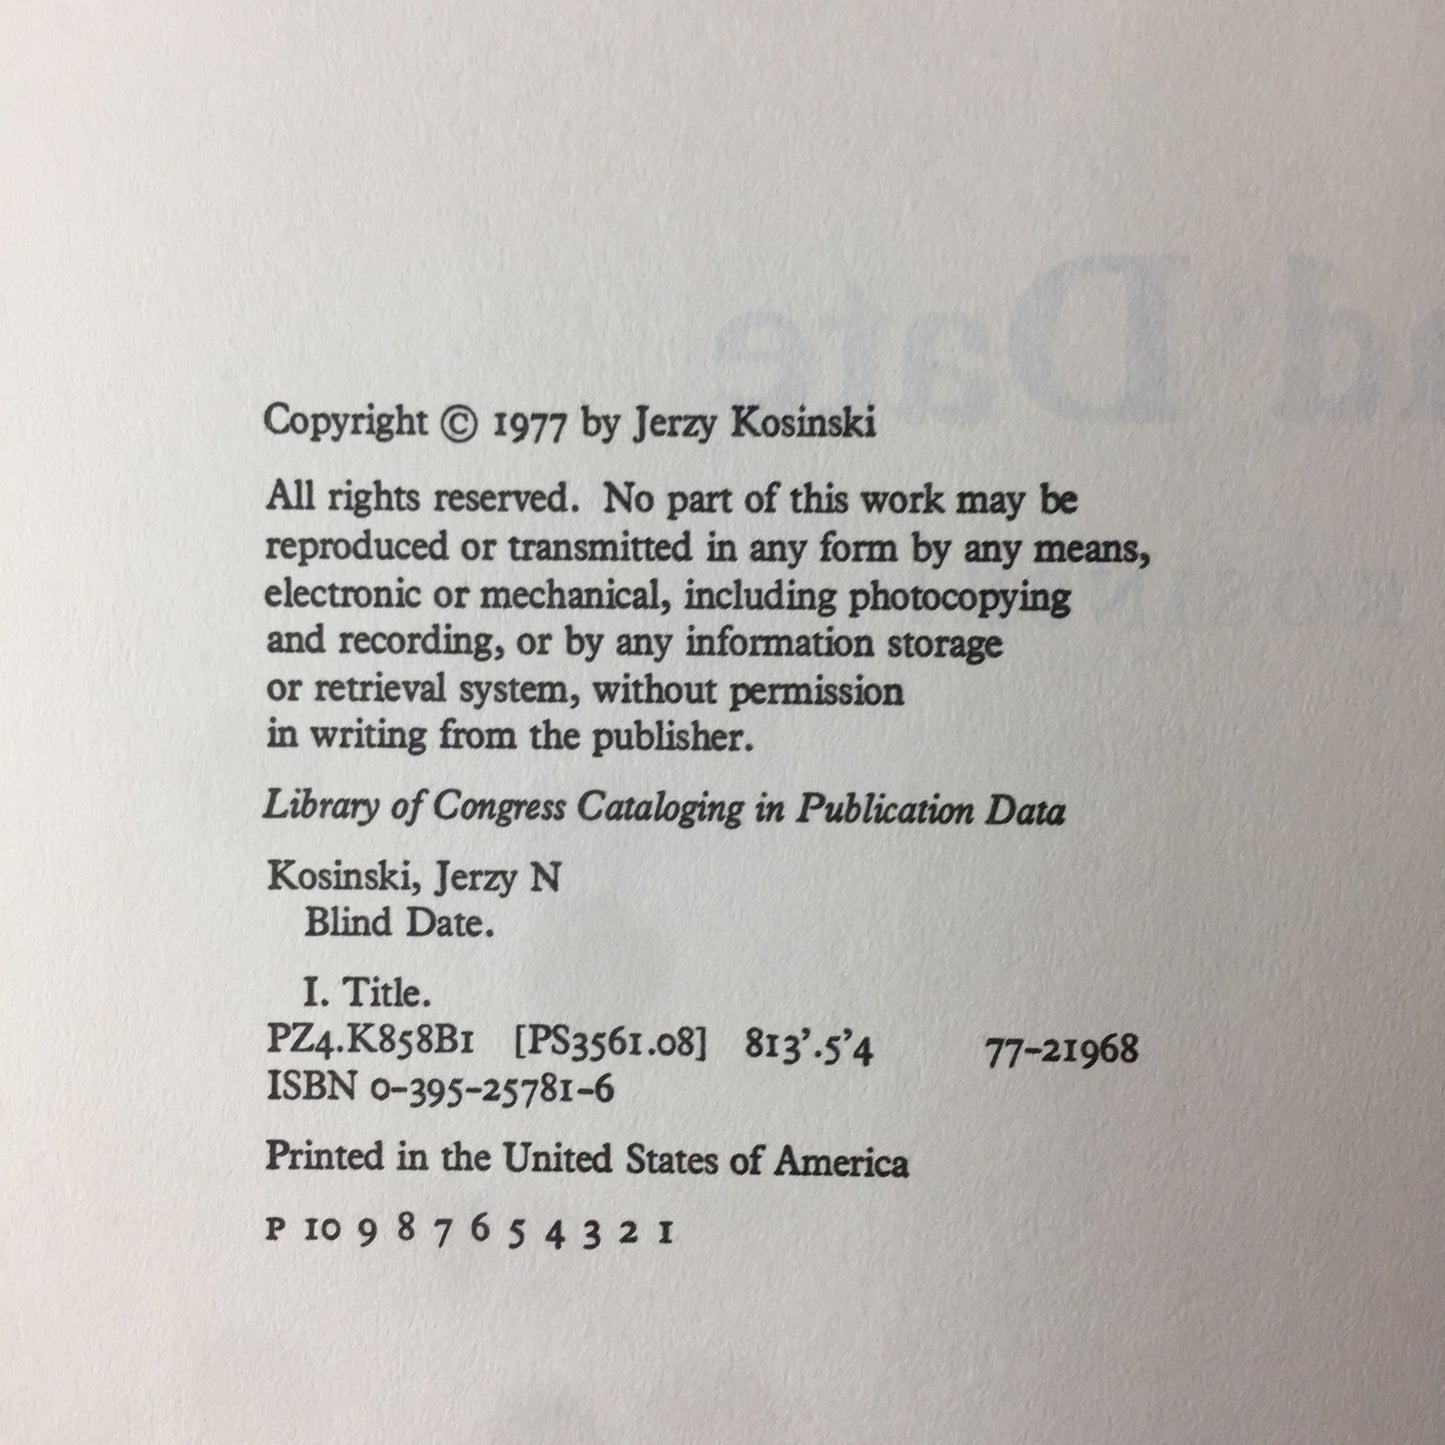 Copyright © 1977 by Jerzy Kosinski
All rights reserved. No part of this work may be
reproduced or transmitted in any form by any means,
electronic or mechanical, including photocopying
and recording, or by any information storage
or retrieval system, without permission
in writing from the publisher.
Library of Congress Cataloging in Publication Data
Kosinski, Jerzy N
Blind Date.
I. Title.
PZ4.K858B1 [PS3561.08] 813'.5'4 77-21968
ISBN 0-395-25781-6
Printed in the United States of America
P 10 9 8 7 6 5 4 3 2 1